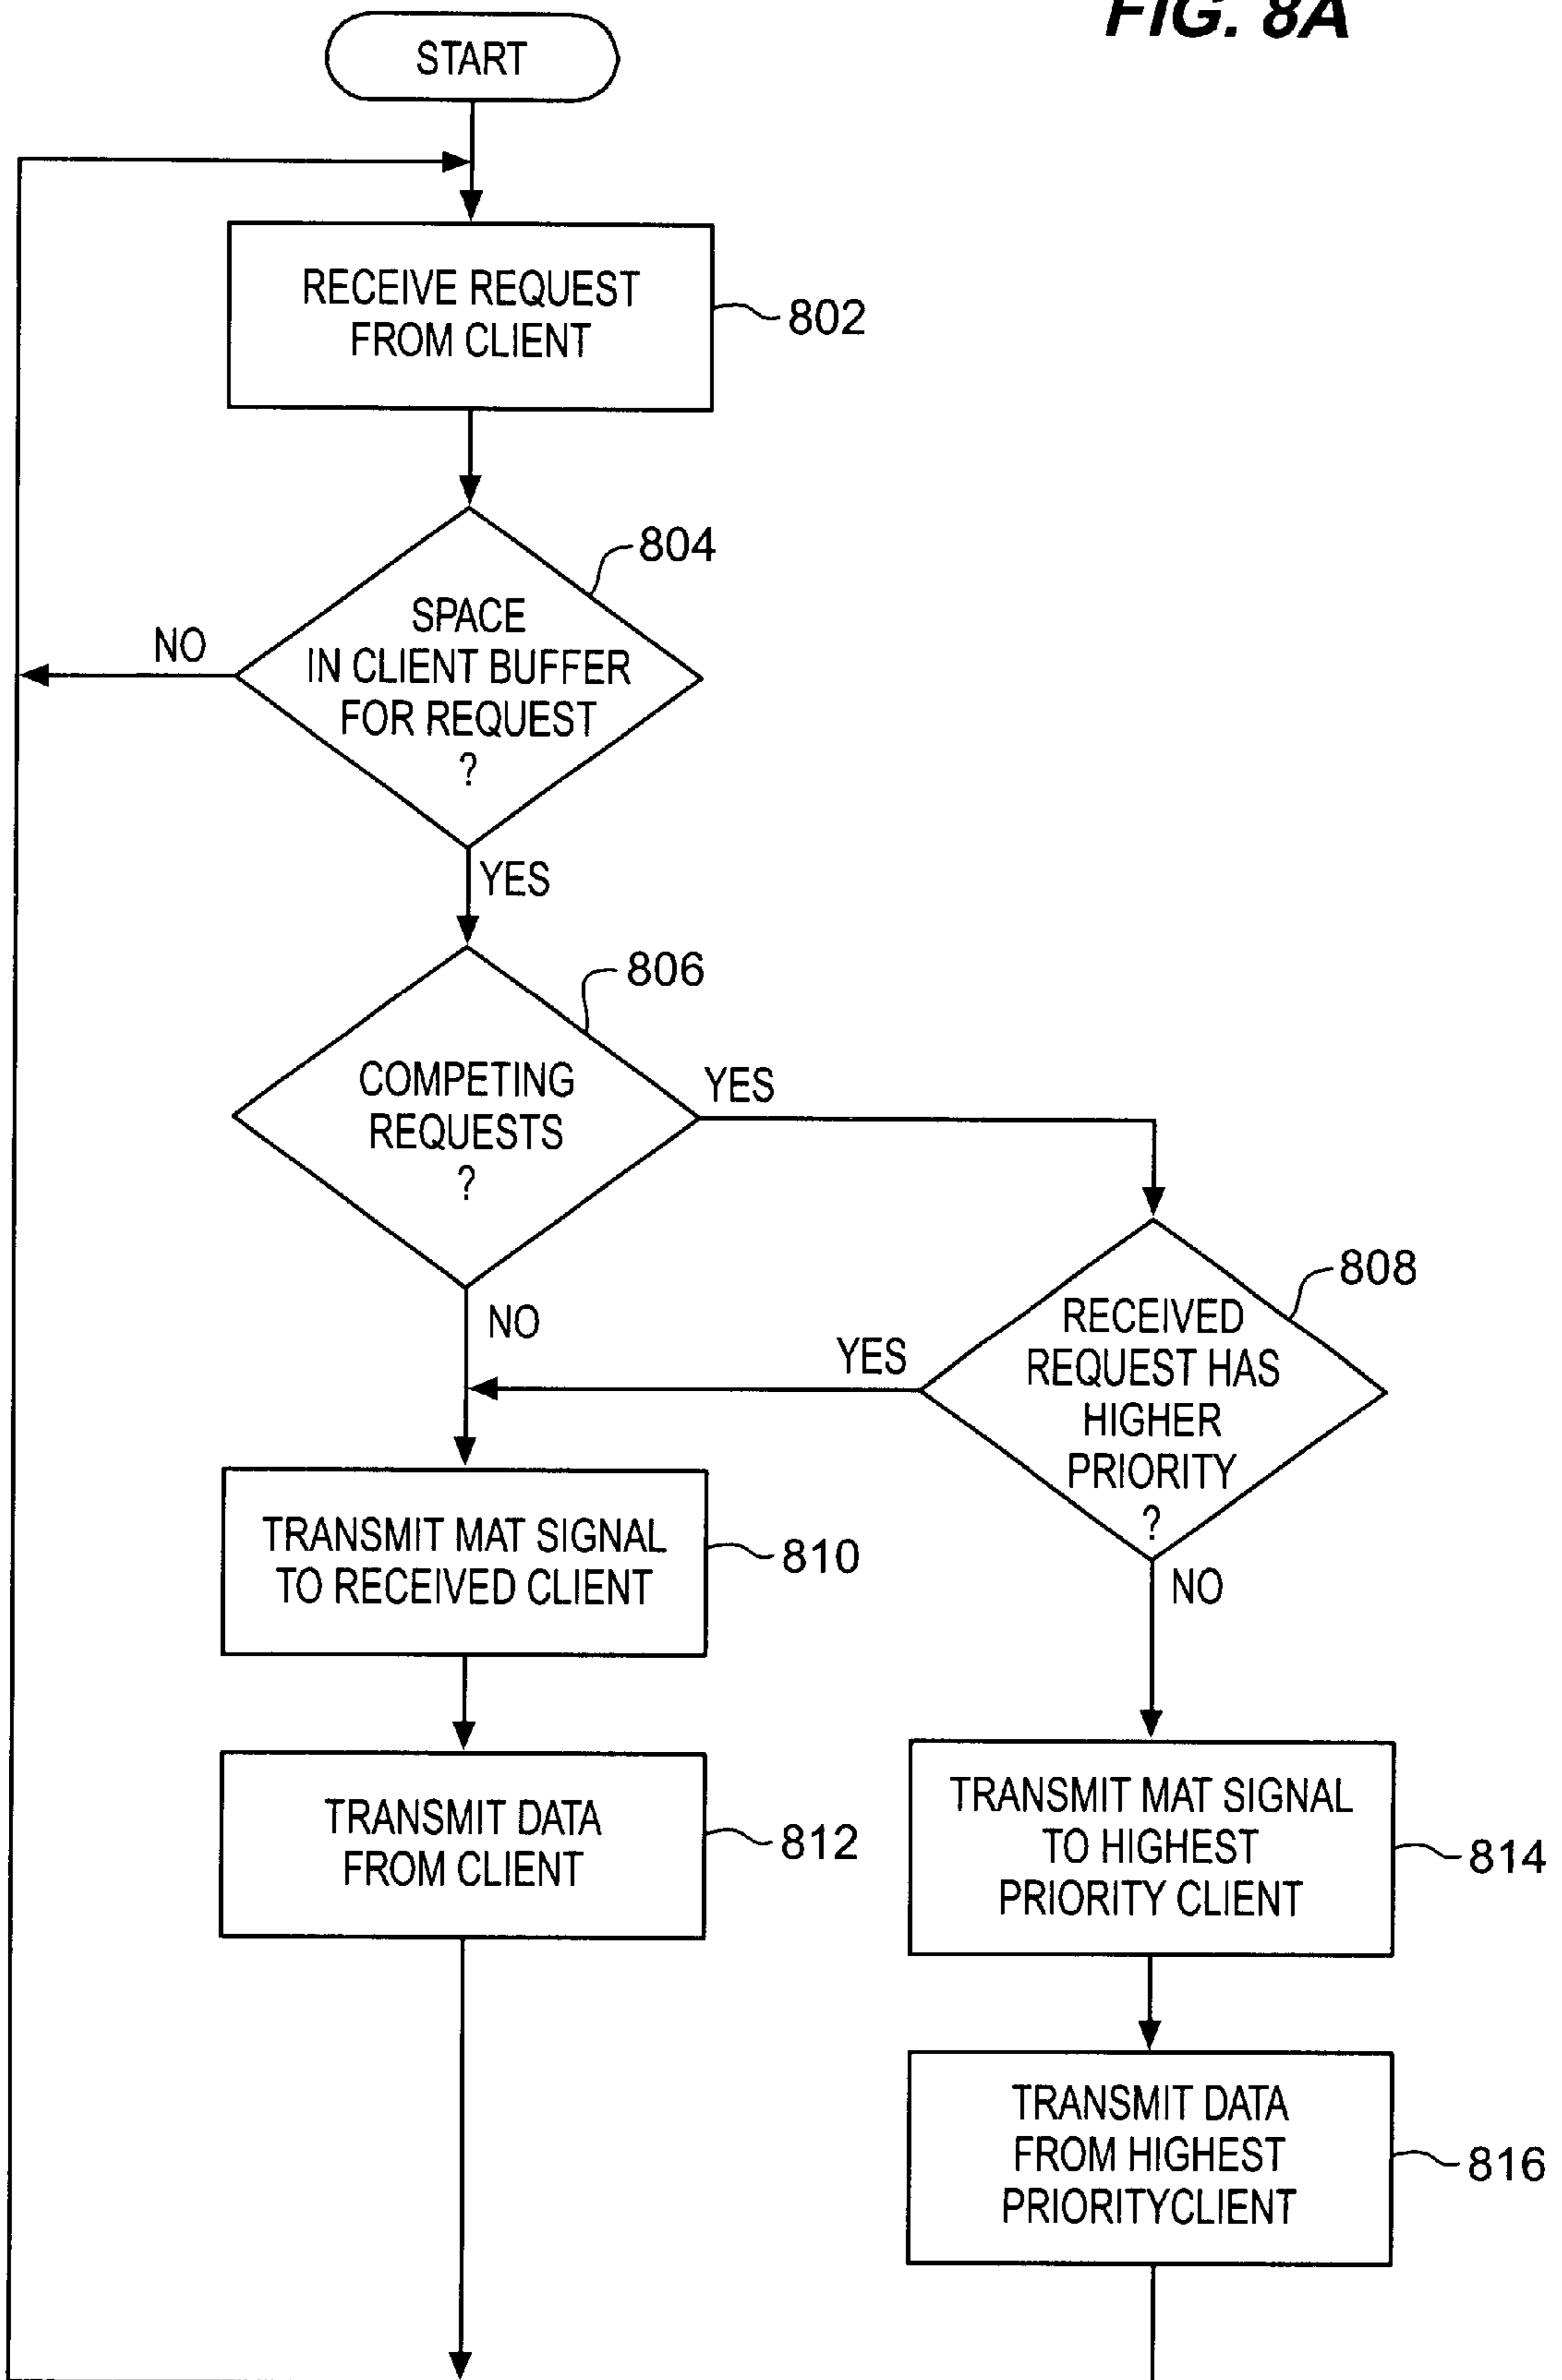 FIG. 8A
START
RECEIVE REQUEST
FROM CLIENT
802
804
SPACE
IN CLIENT BUFFER
FOR REQUEST
?
NO
YES
806
COMPETING
REQUESTS
?
YES
NO
808
RECEIVED
REQUEST HAS
HIGHER
PRIORITY
?
YES
NO
TRANSMIT MAT SIGNAL
TO RECEIVED CLIENT
810
TRANSMIT DATA
FROM CLIENT
812
TRANSMIT MAT SIGNAL
TO HIGHEST
PRIORITY CLIENT
814
TRANSMIT DATA
FROM HIGHEST
PRIORITYCLIENT
816